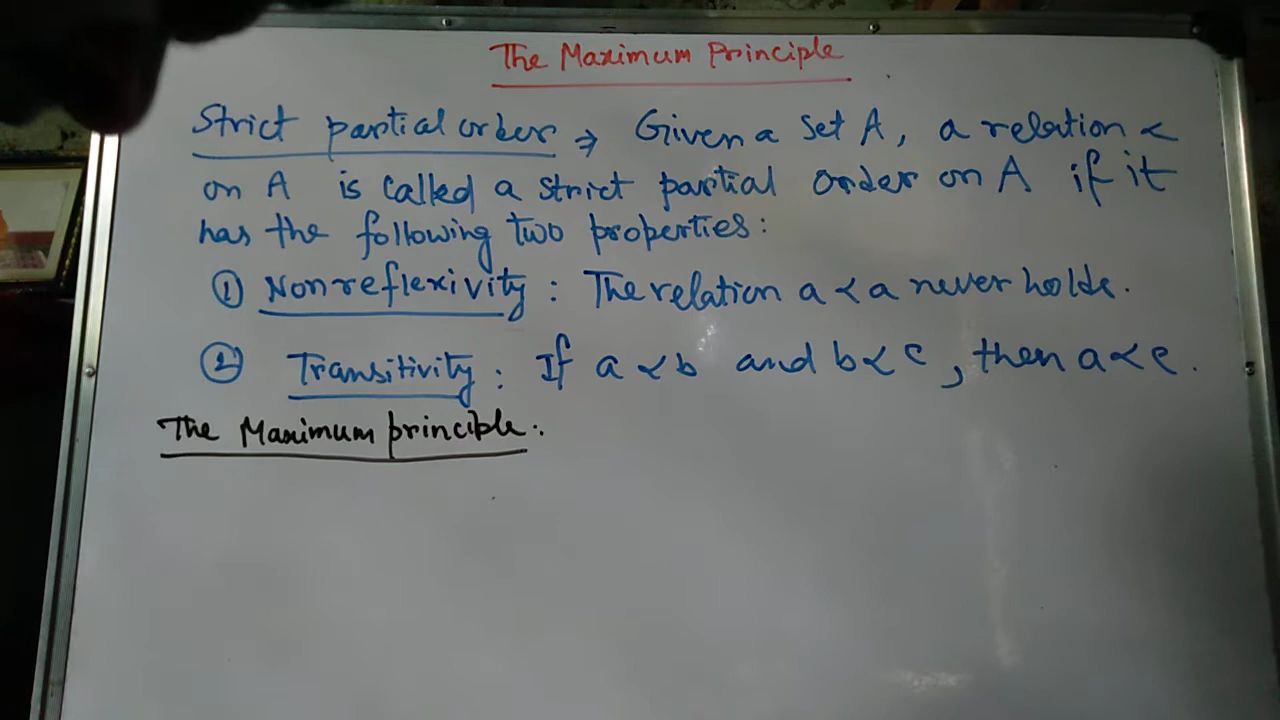 The Maximum Principle
Strict partial order ⇒ Given a set A, a relation <
on A is called a strict partial order on A if it
has the following two properties:
① Nonreflexivity: The relation a < a never holds.
② Transitivity: If a < b and b < c, then a < c.
The Maximum principle: